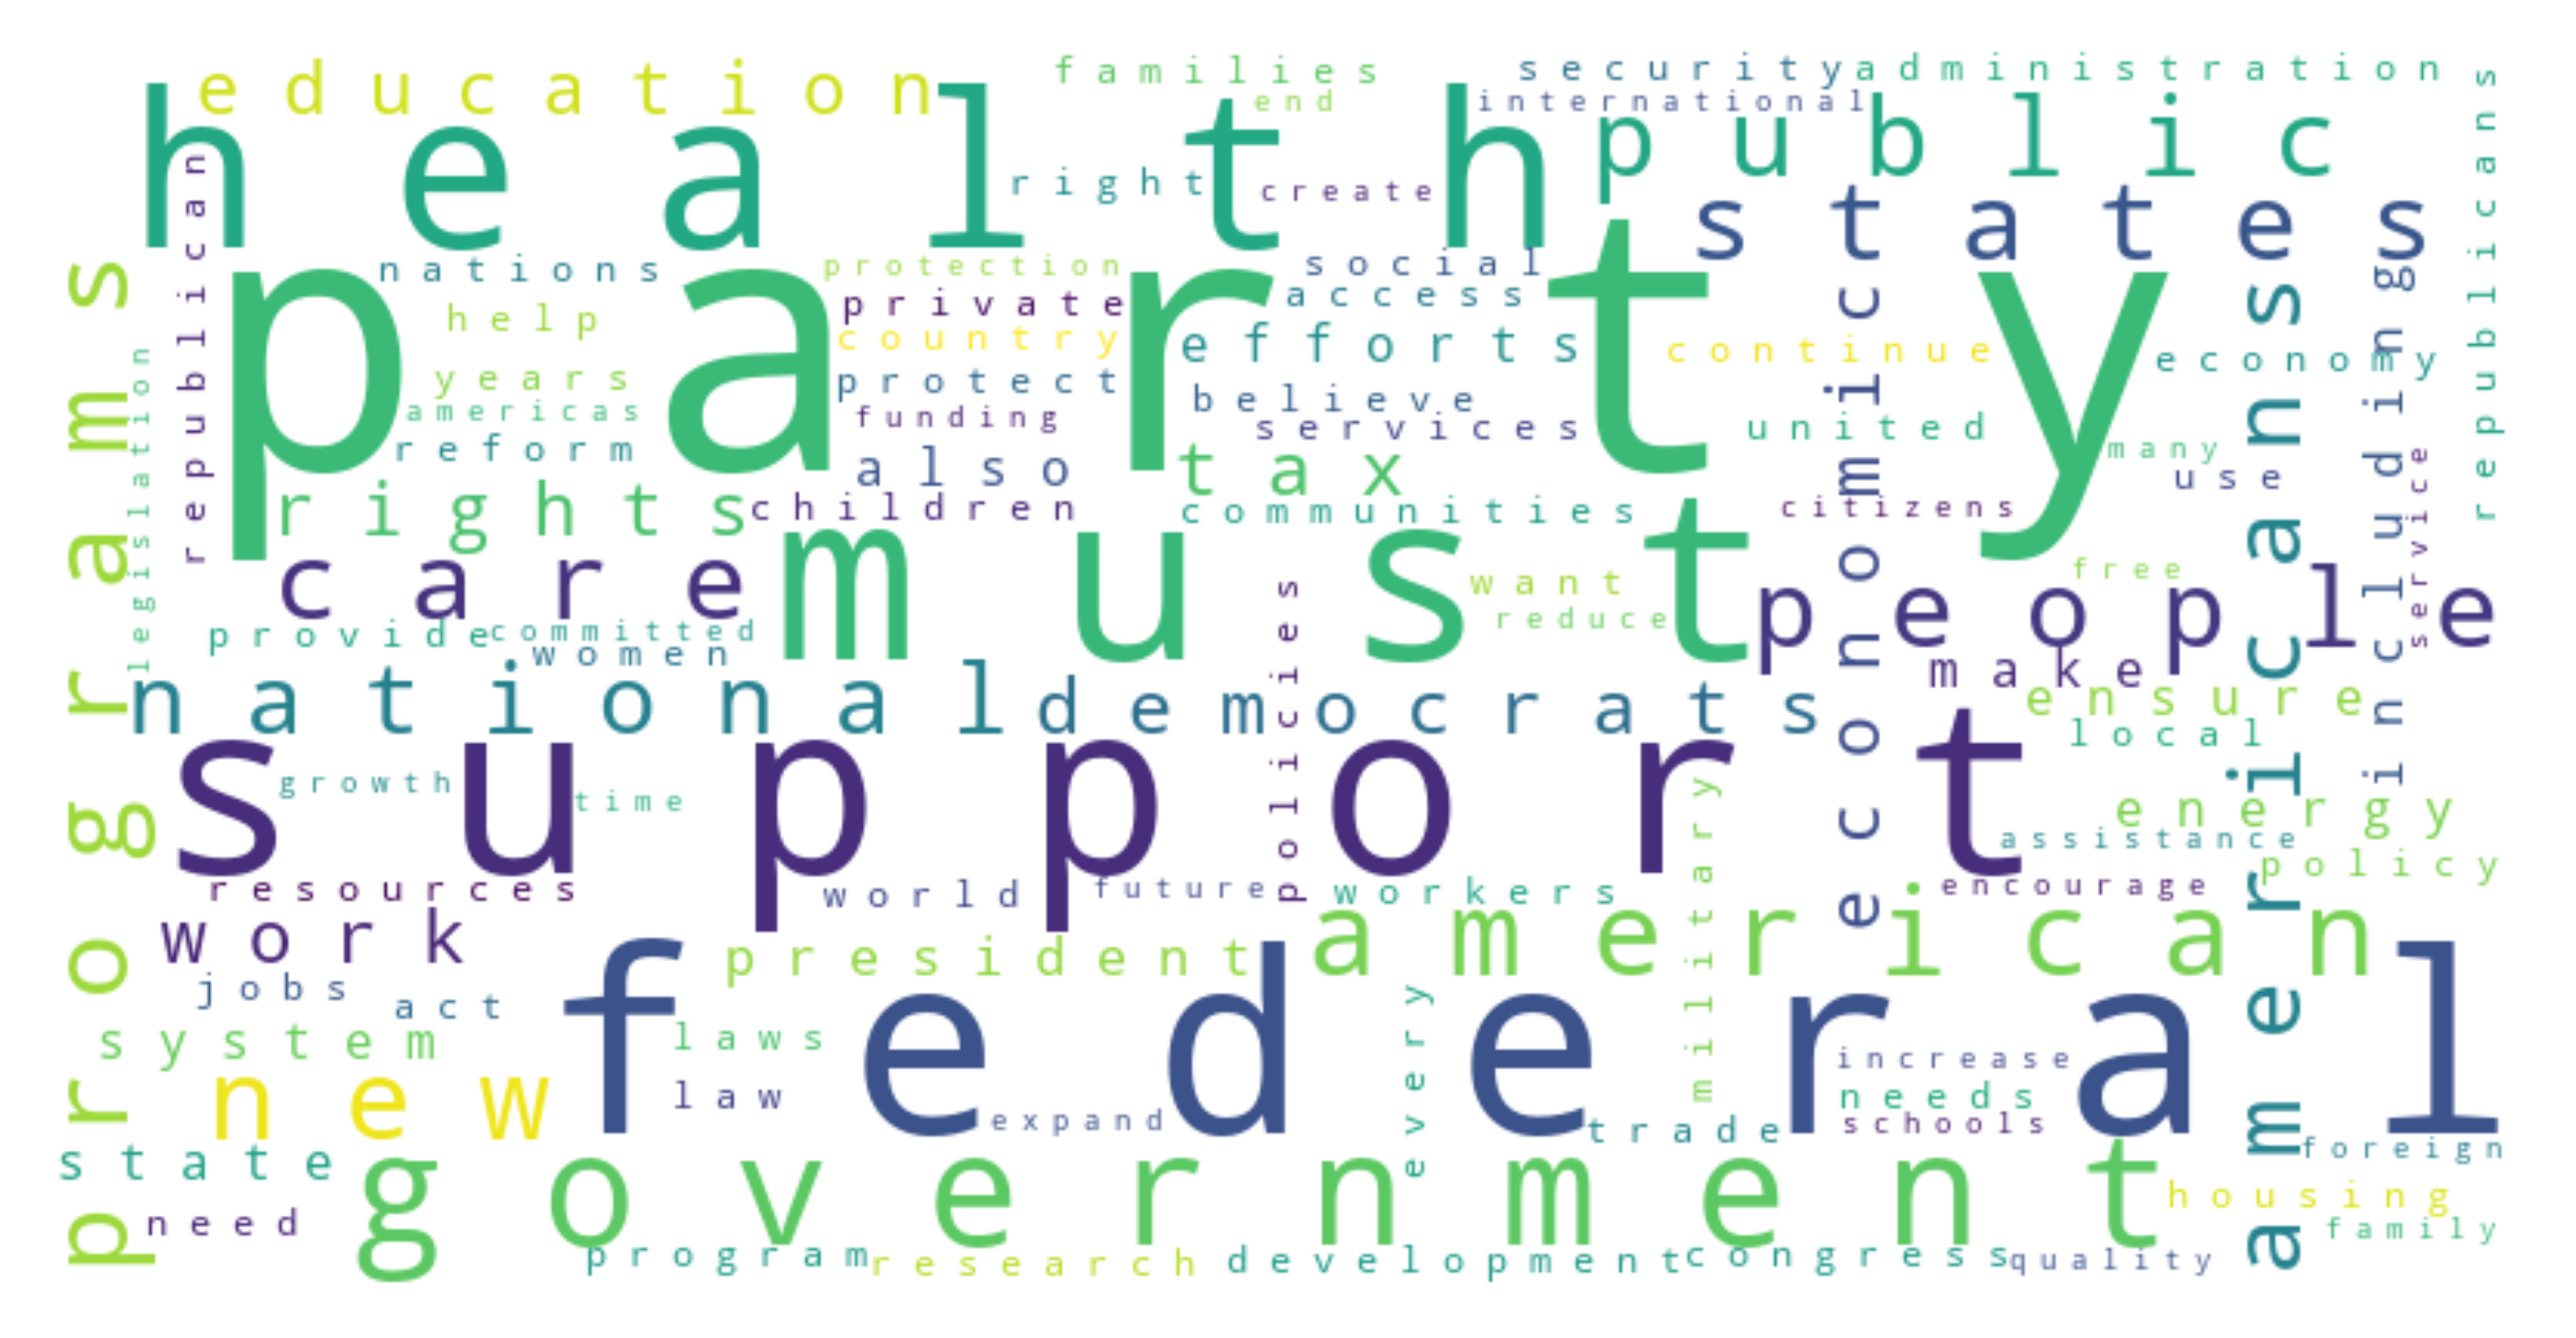 education
families
security
administration
end
international
health
public
right
create
republican
republicans
states
nations
protection
social
party
private
access
help
country
efforts
continue
economy
years
protect
believe
americas
funding
services
united
many
reform
also
tax
use
rights
children
communities
citizens
programs
legislation
economic
americans
including
service
care
must
want
free
reduce
people
provide
committed
women
policies
make
national
democrats
ensure
local
support
growth
time
energy
assistance
policy
resources
world
future
workers
encourage
military
work
president
american
jobs
act
federal
system
laws
every
increase
new
law
needs
expand
trade
schools
state
government
foreign
need
housing
family
program
research
development
congress
quality